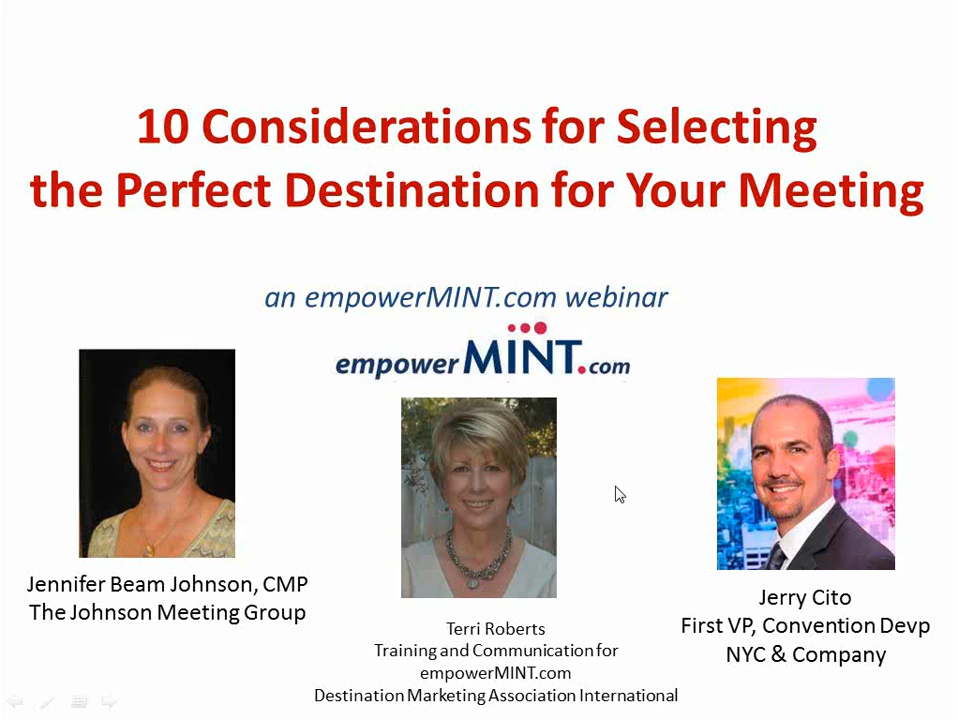 10 Considerations for Selecting
the Perfect Destination for Your Meeting
an empowerMINT.com webinar
empowerMINT.com
Jennifer Beam Johnson, CMP
The Johnson Meeting Group
Terri Roberts
Training and Communication for
empowerMINT.com
Destination Marketing Association International
Jerry Cito
First VP, Convention Devp
NYC & Company